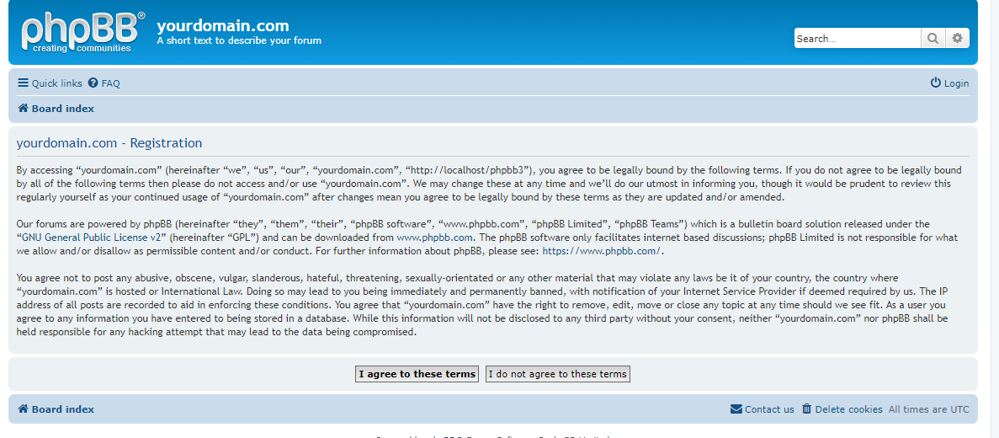 phpBB®
creating communities
yourdomain.com
A short text to describe your forum
Search…
Quick links FAQ Login
Board index
yourdomain.com - Registration
By accessing “yourdomain.com” (hereinafter “we”, “us”, “our”, “yourdomain.com”, “http://localhost/phpbb3”), you agree to be legally bound by the following terms. If you do not agree to be legally bound
by all of the following terms then please do not access and/or use “yourdomain.com”. We may change these at any time and we’ll do our utmost in informing you, though it would be prudent to review this
regularly yourself as your continued usage of “yourdomain.com” after changes mean you agree to be legally bound by these terms as they are updated and/or amended.
Our forums are powered by phpBB (hereinafter “they”, “them”, “their”, “phpBB software”, “www.phpbb.com”, “phpBB Limited”, “phpBB Teams”) which is a bulletin board solution released under the
“GNU General Public License v2” (hereinafter “GPL”) and can be downloaded from www.phpbb.com. The phpBB software only facilitates internet based discussions; phpBB Limited is not responsible for what
we allow and/or disallow as permissible content and/or conduct. For further information about phpBB, please see: https://www.phpbb.com/.
You agree not to post any abusive, obscene, vulgar, slanderous, hateful, threatening, sexually-orientated or any other material that may violate any laws be it of your country, the country where
“yourdomain.com” is hosted or International Law. Doing so may lead to you being immediately and permanently banned, with notification of your Internet Service Provider if deemed required by us. The IP
address of all posts are recorded to aid in enforcing these conditions. You agree that “yourdomain.com” have the right to remove, edit, move or close any topic at any time should we see fit. As a user you
agree to any information you have entered to being stored in a database. While this information will not be disclosed to any third party without your consent, neither “yourdomain.com” nor phpBB shall be
held responsible for any hacking attempt that may lead to the data being compromised.
I agree to these terms I do not agree to these terms
Board index Contact us Delete cookies All times are UTC